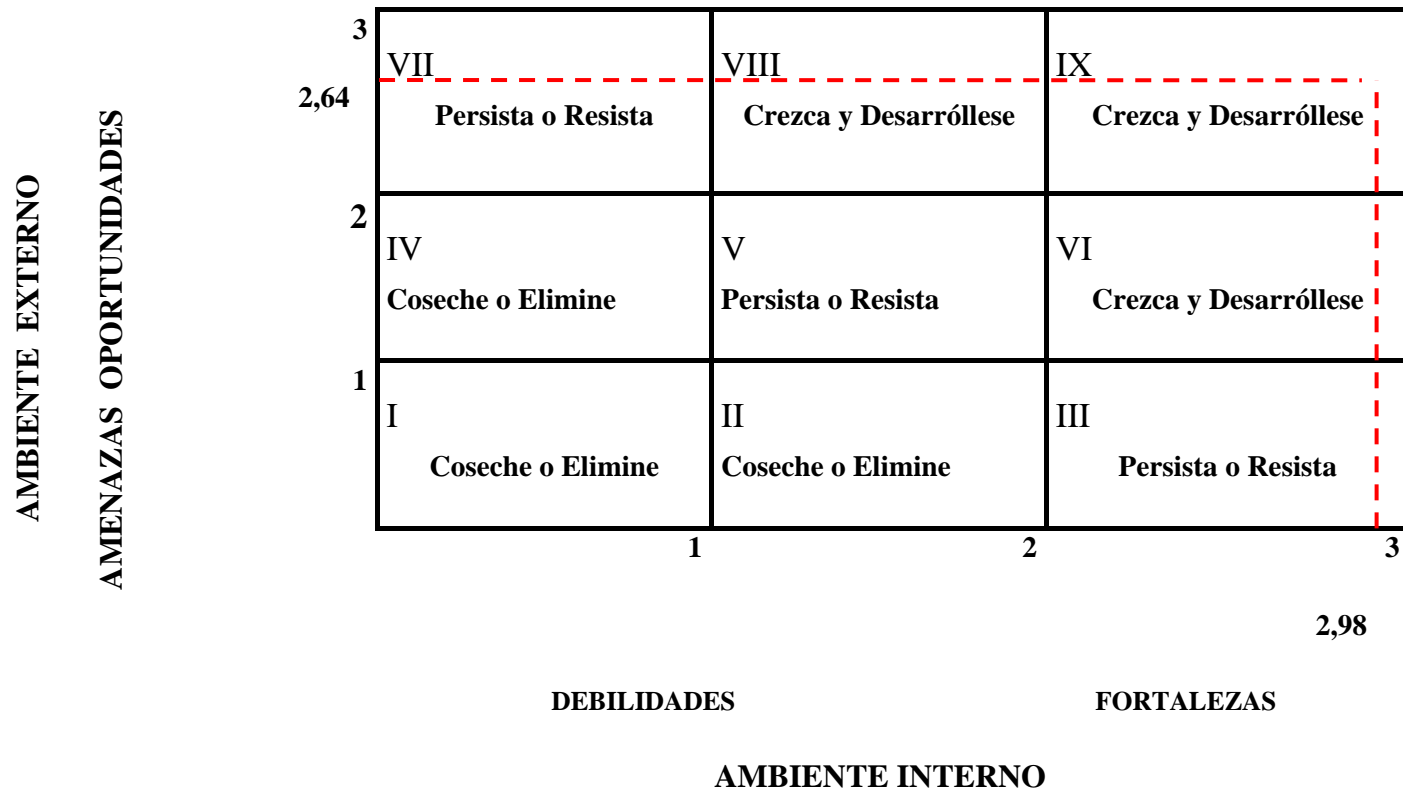 3
VII
VIII
IX
2,64
Persista o Resista
Crezca y Desarróllese
Crezca y Desarróllese
2
IV
V
VI
Coseche o Elimine
Persista o Resista
Crezca y Desarróllese
1
I
II
III
Coseche o Elimine
Coseche o Elimine
Persista o Resista
1
2
3
2,98
DEBILIDADES
FORTALEZAS
AMBIENTE INTERNO
AMBIENTE EXTERNO
AMENAZAS OPORTUNIDADES